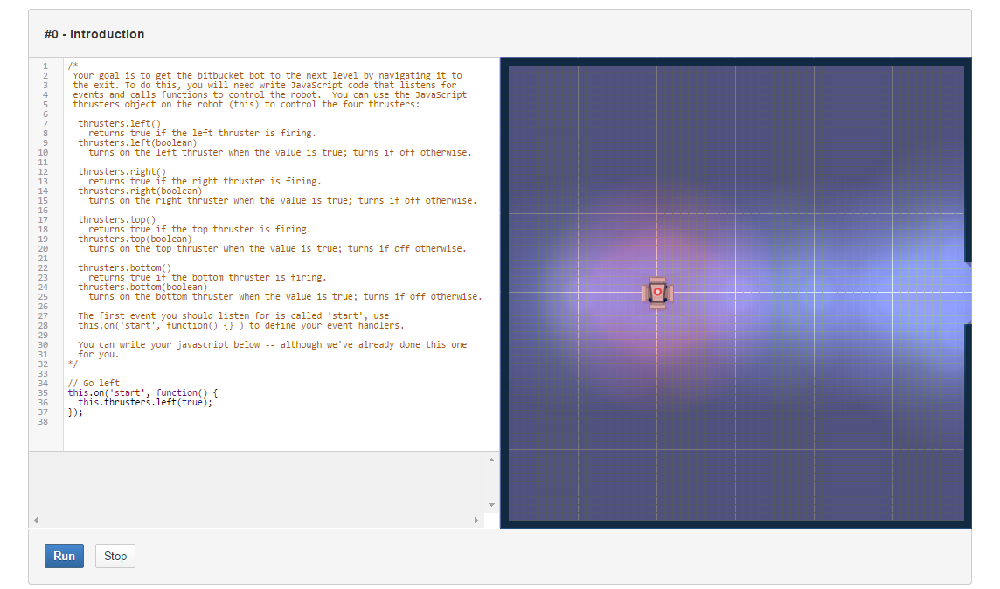 #0 - introduction
1 /*
2 Your goal is to get the bitbucket bot to the next level by navigating it to
3 the exit. To do this, you will need write JavaScript code that listens for
4 events and calls functions to control the robot.  You can use the JavaScript
5 thrusters object on the robot (this) to control the four thrusters:
6
7 thrusters.left()
8 returns true if the left thruster is firing.
9 thrusters.left(boolean)
10 turns on the left thruster when the value is true; turns if off otherwise.
11
12 thrusters.right()
13 returns true if the right thruster is firing.
14 thrusters.right(boolean)
15 turns on the right thruster when the value is true; turns if off otherwise.
16
17 thrusters.top()
18 returns true if the top thruster is firing.
19 thrusters.top(boolean)
20 turns on the top thruster when the value is true; turns if off otherwise.
21
22 thrusters.bottom()
23 returns true if the bottom thruster is firing.
24 thrusters.bottom(boolean)
25 turns on the bottom thruster when the value is true; turns if off otherwise.
26
27 The first event you should listen for is called 'start', use
28 this.on('start', function() {} ) to define your event handlers.
29
30 You can write your javascript below -- although we've already done this one
31 for you.
32 */
33
34 // Go left
35 this.on('start', function() {
36 this.thrusters.left(true);
37 });
38
Run
Stop